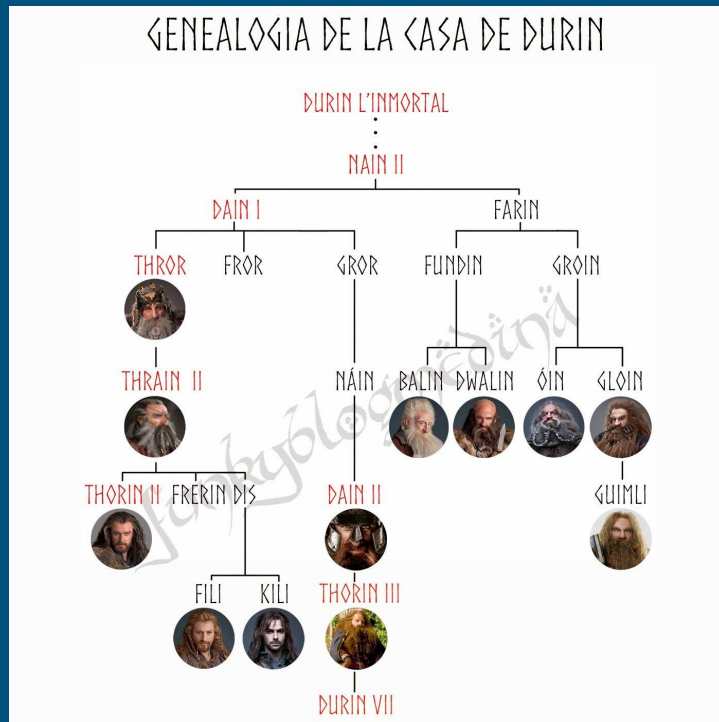 GENEALOGIA DE LA CASA DE DURIN
DURIN L'INMORTAL
NAIN II
DAIN I FARIN
THROR FROR GROR FUNDIN GROIN
THRAIN II NÁIN BALIN DWALIN ÓIN GLOIN
THORIN II FRERIN DIS DAIN II GUIMLI
FILI KILI THORIN III
DURIN VII
funkyblogmedina